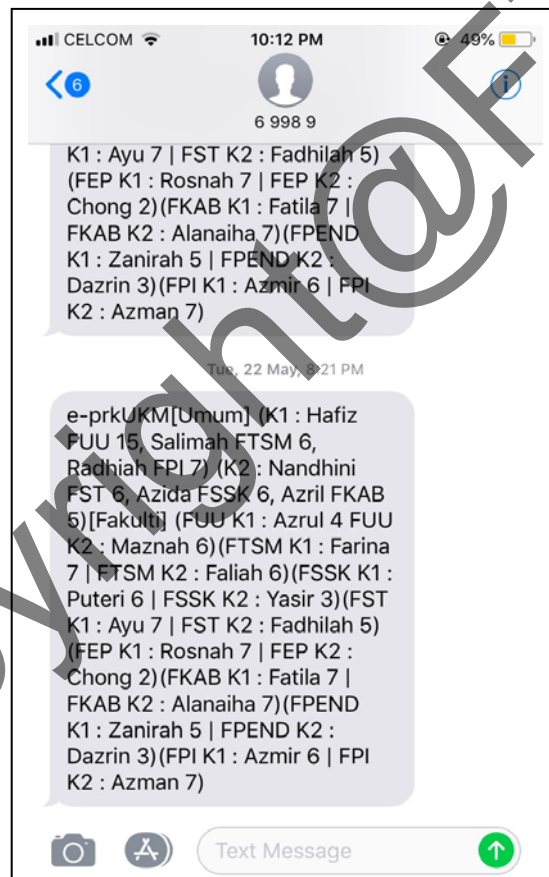 CELCOM 10:12 PM 49%
6
6 998 9
K1 : Ayu 7 | FST K2 : Fadhilah 5)
(FEP K1 : Rosnah 7 | FEP K2 :
Chong 2)(FKAB K1 : Fatila 7 |
FKAB K2 : Alanaiha 7)(FPEND
K1 : Zanirah 5 | FPEND K2 :
Dazrin 3)(FPI K1 : Azmir 6 | FPI
K2 : Azman 7)
Tue, 22 May, 8:21 PM
e-prkUKM[Umum] (K1 : Hafiz
FUU 15, Salimah FTSM 6,
Radhiah FPI 7) (K2 : Nandhini
FST 6, Azida FSSK 6, Azril FKAB
5)[Fakulti] (FUU K1 : Azrul 4 FUU
K2 : Maznah 6)(FTSM K1 : Farina
7 | FTSM K2 : Faliah 6)(FSSK K1 :
Puteri 6 | FSSK K2 : Yasir 3)(FST
K1 : Ayu 7 | FST K2 : Fadhilah 5)
(FEP K1 : Rosnah 7 | FEP K2 :
Chong 2)(FKAB K1 : Fatila 7 |
FKAB K2 : Alanaiha 7)(FPEND
K1 : Zanirah 5 | FPEND K2 :
Dazrin 3)(FPI K1 : Azmir 6 | FPI
K2 : Azman 7)
Text Message